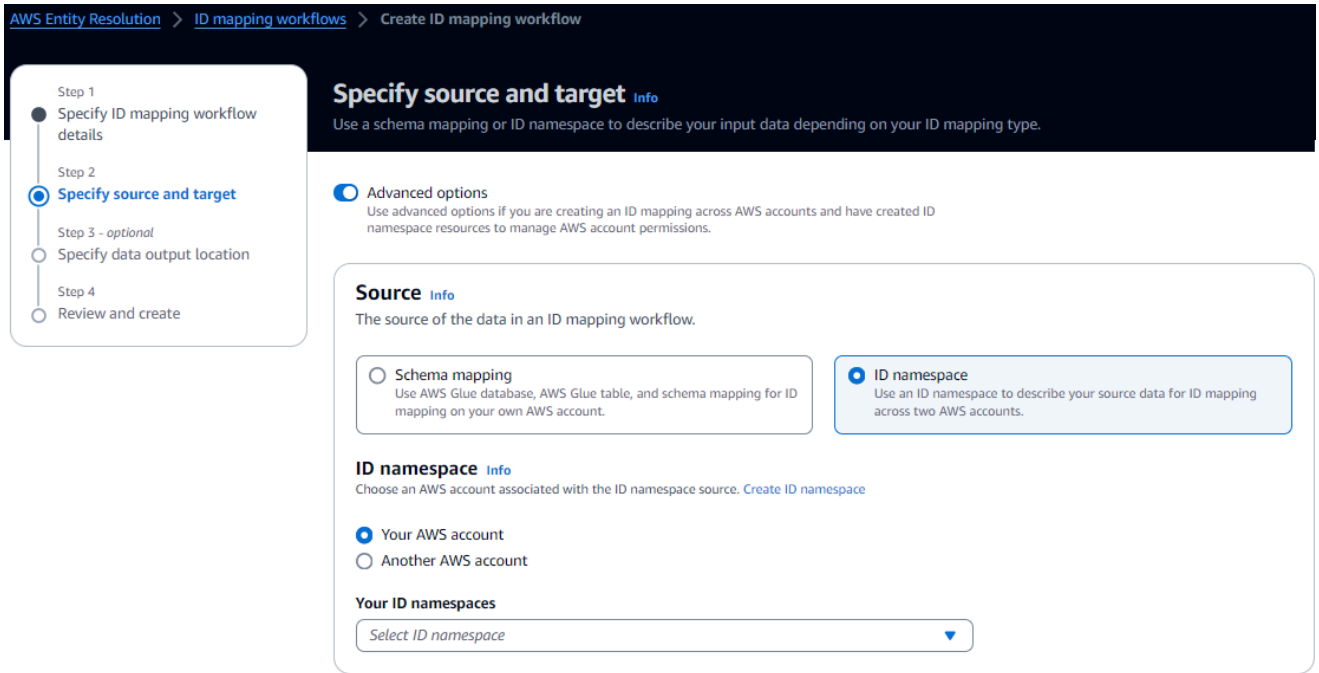 AWS Entity Resolution > ID mapping workflows > Create ID mapping workflow
Step 1
Specify ID mapping workflow
details
Step 2
Specify source and target
Step 3 - optional
Specify data output location
Step 4
Review and create
Specify source and target Info
Use a schema mapping or ID namespace to describe your input data depending on your ID mapping type.
Advanced options
Use advanced options if you are creating an ID mapping across AWS accounts and have created ID
namespace resources to manage AWS account permissions.
Source Info
The source of the data in an ID mapping workflow.
Schema mapping
Use AWS Glue database, AWS Glue table, and schema mapping for ID
mapping on your own AWS account.
ID namespace
Use an ID namespace to describe your source data for ID mapping
across two AWS accounts.
ID namespace Info
Choose an AWS account associated with the ID namespace source. Create ID namespace
Your AWS account
Another AWS account
Your ID namespaces
Select ID namespace